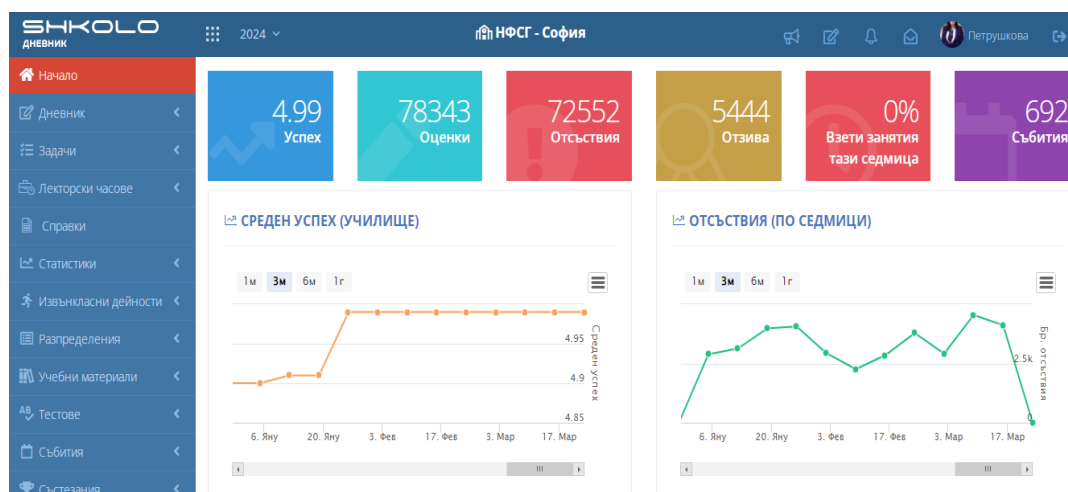 SHKOLO
ДНЕВНИК
2024
НФСГ - София
Петрушкова
Начало
Дневник
Задачи
Лекторски часове
Справки
Статистики
Извънкласни дейности
Разпределения
Учебни материали
Тестове
Събития
Състезания
4.99
Успех
78343
Оценки
72552
Отсъствия
5444
Отзива
0%
Взети занятия
тази седмица
692
Събития
СРЕДЕН УСПЕХ (УЧИЛИЩЕ)
1м 3м 6м 1г
4.95
4.9
4.85
Среден успех
6. Яну 20. Яну 3. Фев 17. Фев 3. Мар 17. Мар
ОТСЪСТВИЯ (ПО СЕДМИЦИ)
1м 3м 6м 1г
2.5k
0
Бр. отсъствия
6. Яну 20. Яну 3. Фев 17. Фев 3. Мар 17. Мар